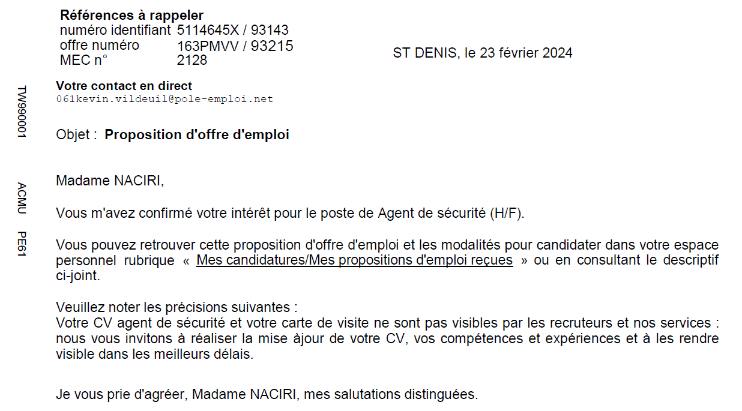 Références à rappeler
numéro identifiant 5114645X / 93143
offre numéro 163PMVV / 93215
MEC n° 2128
ST DENIS, le 23 février 2024
Votre contact en direct
061kevin.vildeuil@pole-emploi.net
TW990001
Objet : Proposition d'offre d'emploi
Madame NACIRI,
ACMU
Vous m'avez confirmé votre intérêt pour le poste de Agent de sécurité (H/F).
PE61
Vous pouvez retrouver cette proposition d'offre d'emploi et les modalités pour candidater dans votre espace
personnel rubrique « Mes candidatures/Mes propositions d'emploi reçues » ou en consultant le descriptif
ci-joint.
Veuillez noter les précisions suivantes :
Votre CV agent de sécurité et votre carte de visite ne sont pas visibles par les recruteurs et nos services :
nous vous invitons à réaliser la mise àjour de votre CV, vos compétences et expériences et à les rendre
visible dans les meilleurs délais.
Je vous prie d'agréer, Madame NACIRI, mes salutations distinguées.